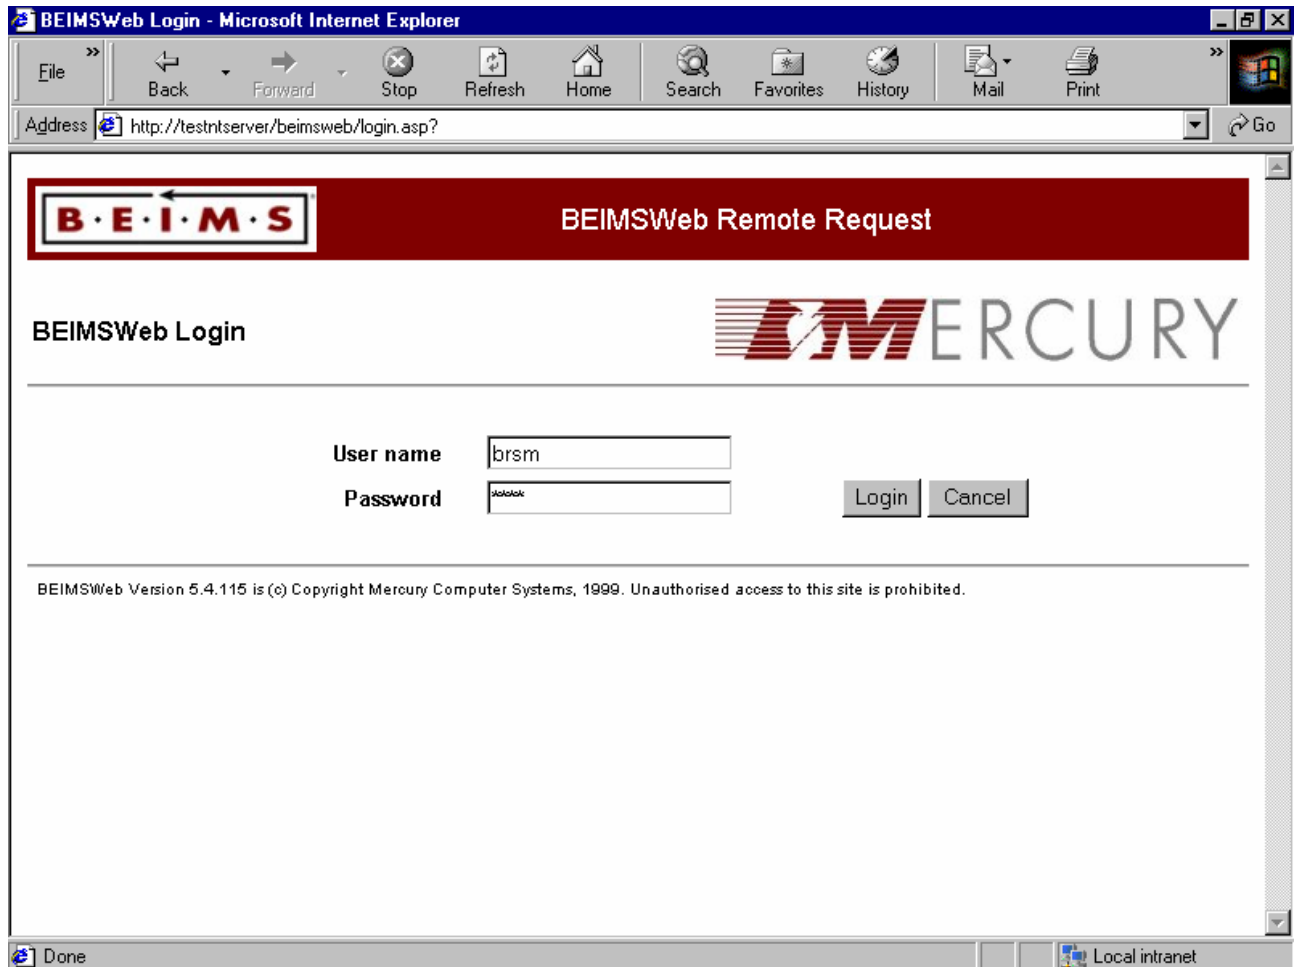 BEIMSWeb Login - Microsoft Internet Explorer
File » Back Forward Stop Refresh Home Search Favorites History Mail Print »
Address http://testntserver/beimsweb/login.asp? Go
B·E·I·M·S BEIMSWeb Remote Request
BEIMSWeb Login MERCURY
User name brsm
Password ***** Login Cancel
BEIMSWeb Version 5.4.115 is (c) Copyright Mercury Computer Systems, 1999. Unauthorised access to this site is prohibited.
Done Local intranet